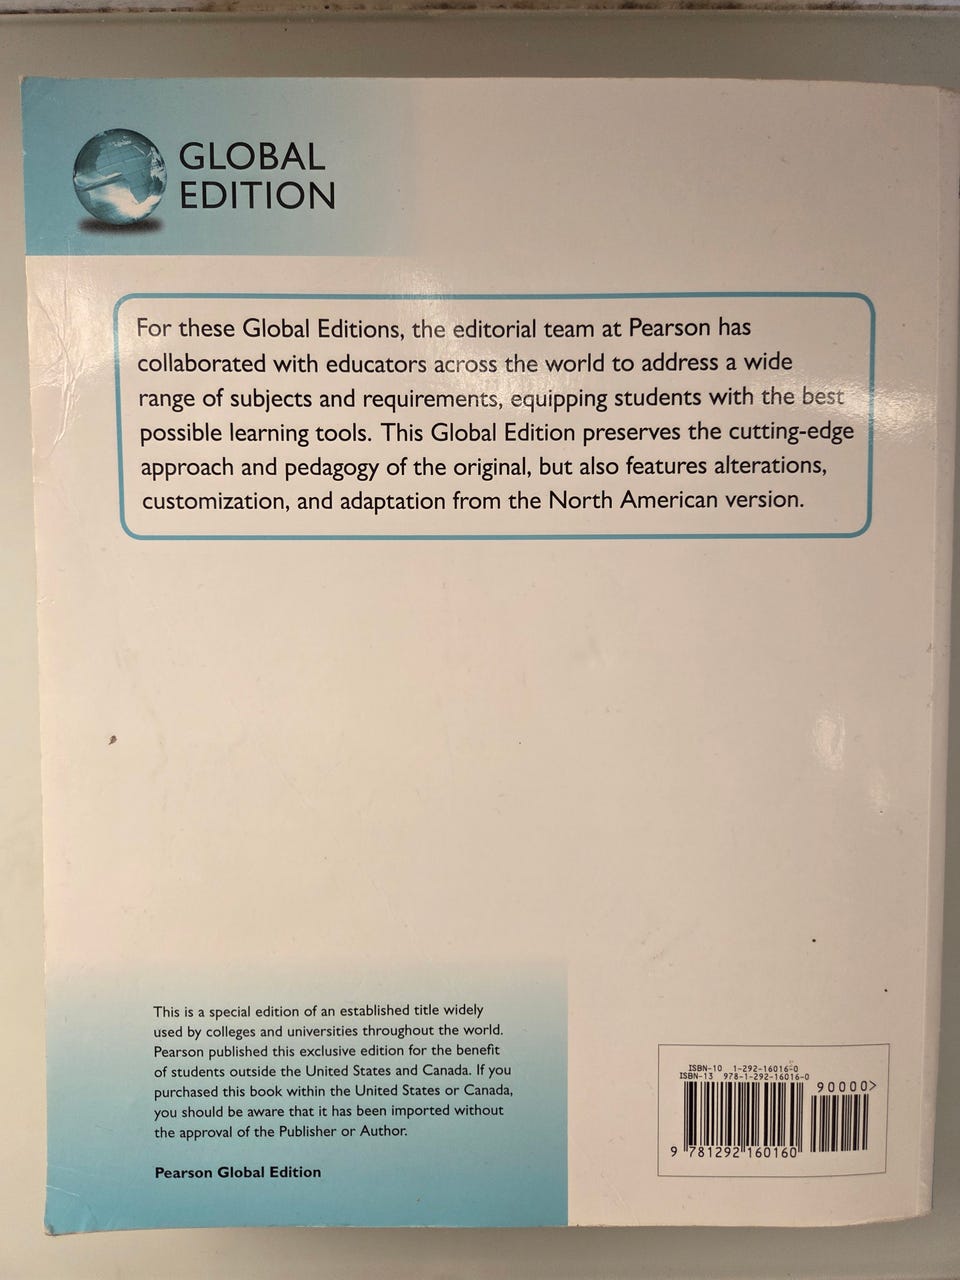 GLOBAL
EDITION
For these Global Editions, the editorial team at Pearson has
collaborated with educators across the world to address a wide
range of subjects and requirements, equipping students with the best
possible learning tools. This Global Edition preserves the cutting-edge
approach and pedagogy of the original, but also features alterations,
customization, and adaptation from the North American version.
This is a special edition of an established title widely
used by colleges and universities throughout the world.
Pearson published this exclusive edition for the benefit
of students outside the United States and Canada. If you
purchased this book within the United States or Canada,
you should be aware that it has been imported without
the approval of the Publisher or Author.
Pearson Global Edition
ISBN-10 1-292-16016-0
ISBN-13 978-1-292-16016-0
90000>
9 781292 160160